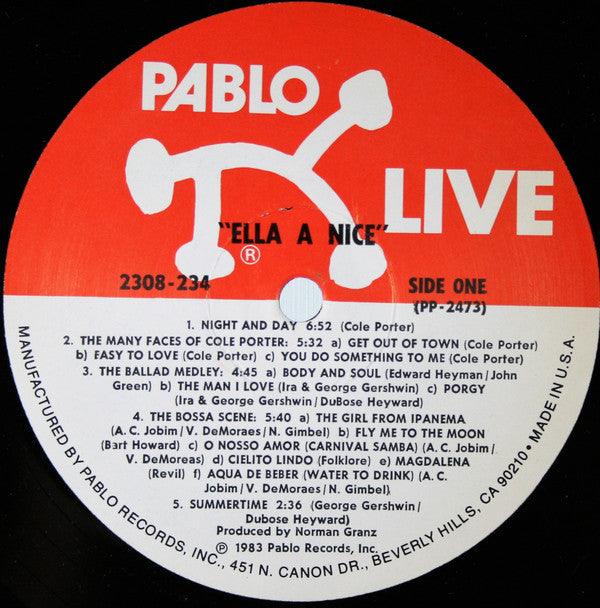 PABLO
LIVE
"ELLA A NICE"
®
2308-234
SIDE ONE
(PP-2473)
1. NIGHT AND DAY 6:52 (Cole Porter)
2. THE MANY FACES OF COLE PORTER: 5:32 a) GET OUT OF TOWN (Cole Porter)
b) EASY TO LOVE (Cole Porter) c) YOU DO SOMETHING TO ME (Cole Porter)
3. THE BALLAD MEDLEY: 4:45 a) BODY AND SOUL (Edward Heyman/John
Green) b) THE MAN I LOVE (Ira & George Gershwin) c) PORGY
(Ira & George Gershwin/DuBose Heyward)
4. THE BOSSA SCENE: 5:40 a) THE GIRL FROM IPANEMA
(A. C. Jobim/V. DeMoraes/N. Gimbel) b) FLY ME TO THE MOON
(Bart Howard) c) O NOSSO AMOR (CARNIVAL SAMBA) (A. C. Jobim/
V. DeMoreas) d) CIELITO LINDO (Folklore) e) MAGDALENA
(Revil) f) AQUA DE BEBER (WATER TO DRINK) (A. C.
Jobim/V. DeMoraes/N. Gimbel)
5. SUMMERTIME 2:36 (George Gershwin/
Dubose Heyward)
Produced by Norman Granz
℗ 1983 Pablo Records, Inc.
MANUFACTURED BY PABLO RECORDS, INC., 451 N. CANON DR., BEVERLY HILLS, CA 90210 • MADE IN U.S.A.